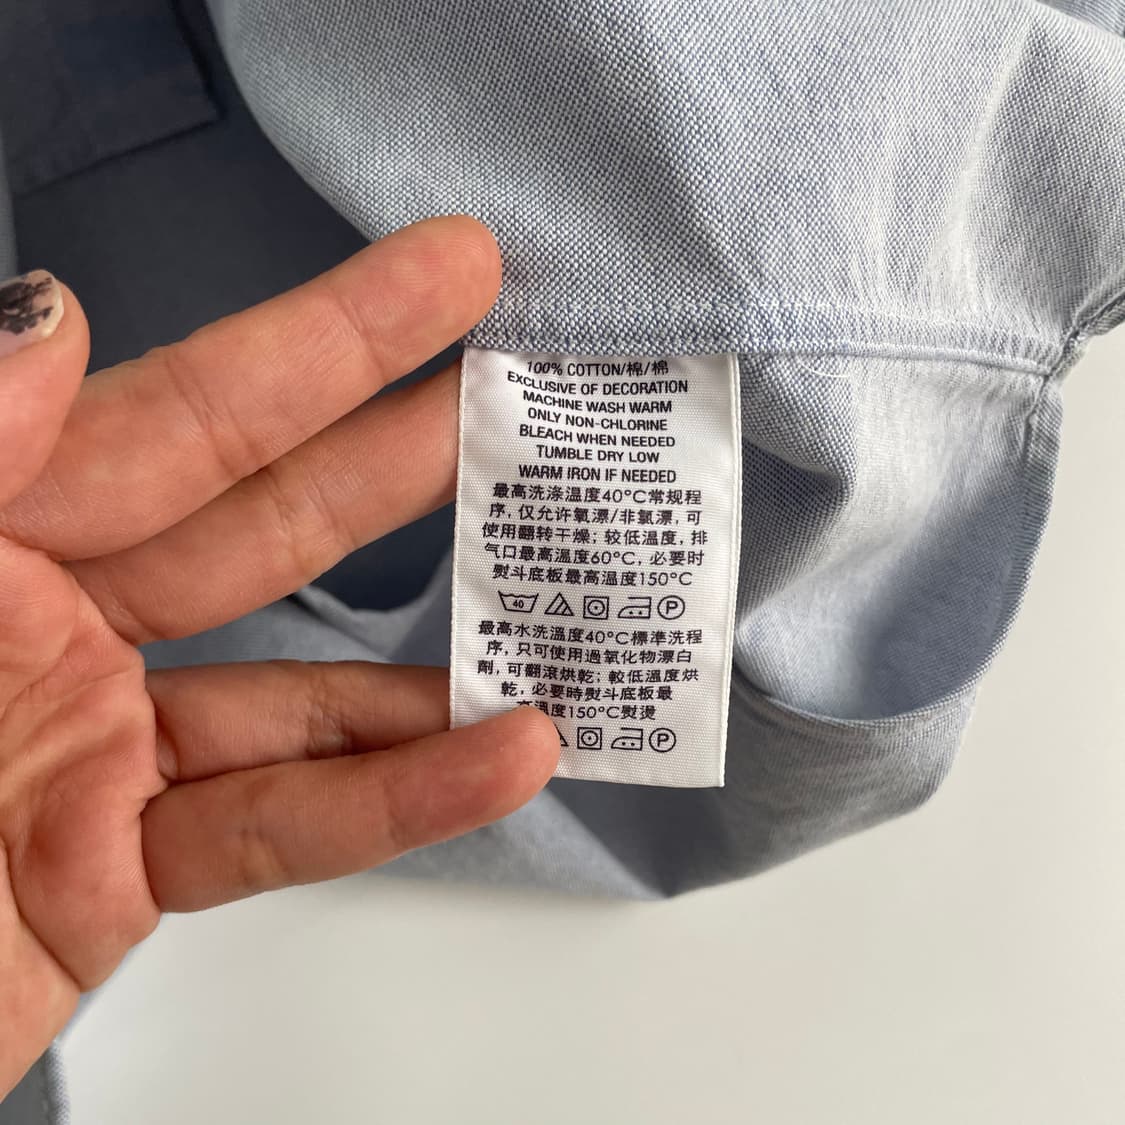 100% COTTON/棉/棉
EXCLUSIVE OF DECORATION
MACHINE WASH WARM
ONLY NON-CHLORINE
BLEACH WHEN NEEDED
TUMBLE DRY LOW
WARM IRON IF NEEDED
最高洗涤温度40°C常规程
序, 仅允许氧漂/非氯漂, 可
使用翻转干燥; 较低温度, 排
气口最高温度60°C, 必要时
熨斗底板最高温度150°C
40 P
最高水洗溫度40°C標準洗程
序, 只可使用過氧化物漂白
劑, 可翻滾烘乾; 較低溫度烘
乾, 必要時熨斗底板最
高溫度150°C熨燙
P